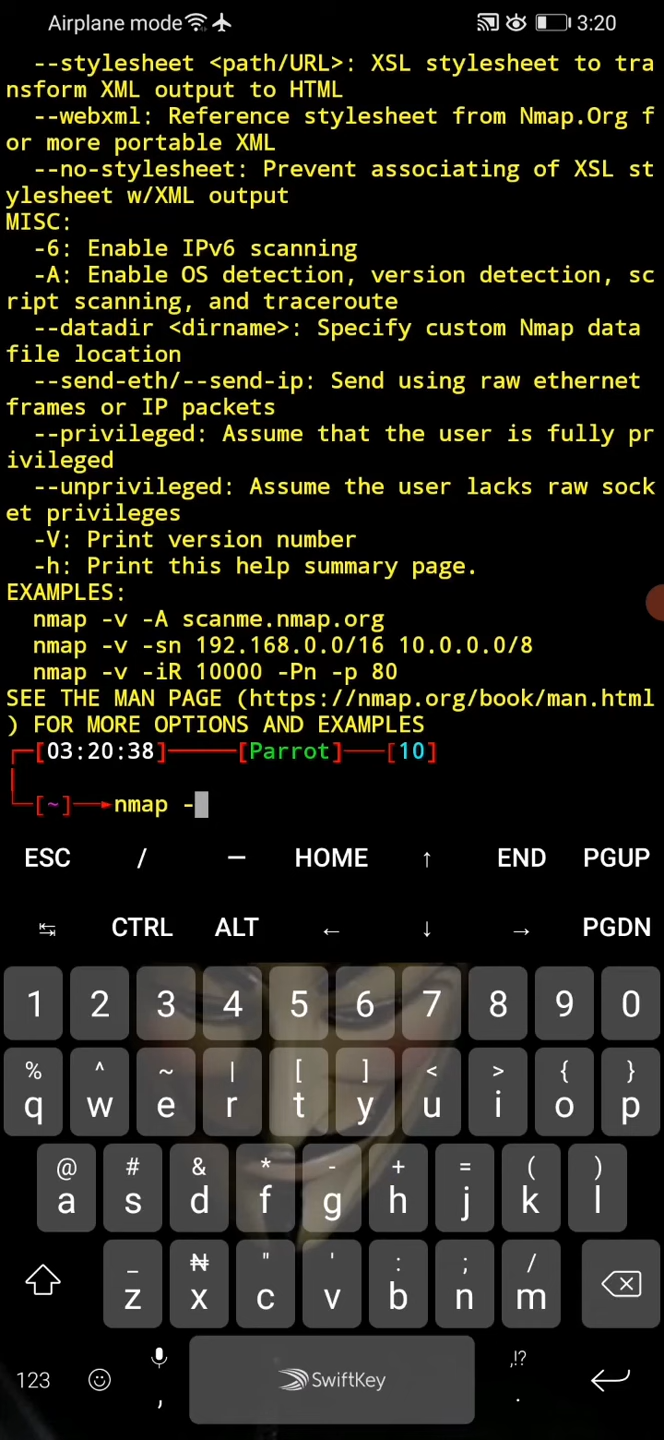 Airplane mode 3:20
--stylesheet <path/URL>: XSL stylesheet to tra
nsform XML output to HTML
--webxml: Reference stylesheet from Nmap.Org f
or more portable XML
--no-stylesheet: Prevent associating of XSL st
ylesheet w/XML output
MISC:
-6: Enable IPv6 scanning
-A: Enable OS detection, version detection, sc
ript scanning, and traceroute
--datadir <dirname>: Specify custom Nmap data
file location
--send-eth/--send-ip: Send using raw ethernet
frames or IP packets
--privileged: Assume that the user is fully pr
ivileged
--unprivileged: Assume the user lacks raw sock
et privileges
-V: Print version number
-h: Print this help summary page.
EXAMPLES:
nmap -v -A scanme.nmap.org
nmap -v -sn 192.168.0.0/16 10.0.0.0/8
nmap -v -iR 10000 -Pn -p 80
SEE THE MAN PAGE (https://nmap.org/book/man.html
) FOR MORE OPTIONS AND EXAMPLES
[03:20:38] [Parrot] [10]
[~] nmap -
ESC / — HOME ↑ END PGUP
↹ CTRL ALT ← ↓ → PGDN
1 2 3 4 5 6 7 8 9 0
% ^ ~ | [ ] < > { }
q w e r t y u i o p
@ # & * - + = ( )
a s d f g h j k l
_ ₦ " ' : ; /
z x c v b n m
,!?
123 , SwiftKey .